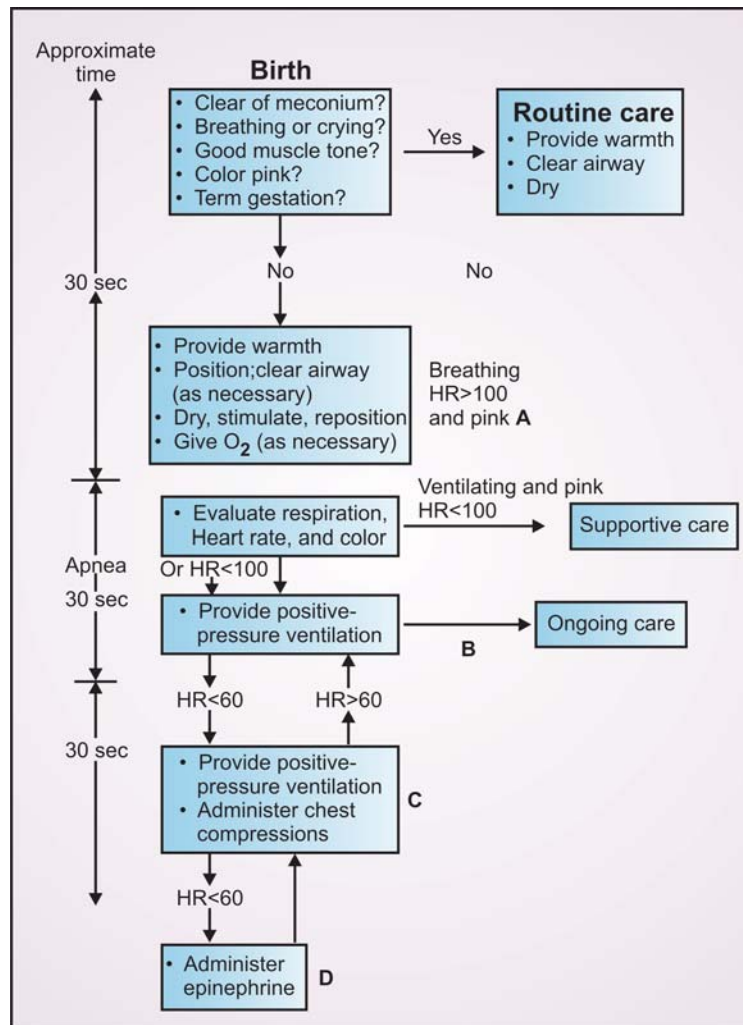 Approximate
time
Birth
• Clear of meconium?
• Breathing or crying?
• Good muscle tone?
• Color pink?
• Term gestation?
Yes
Routine care
• Provide warmth
• Clear airway
• Dry
No
No
30 sec
• Provide warmth
• Position;clear airway
(as necessary)
• Dry, stimulate, reposition
• Give O2 (as necessary)
Breathing
HR>100
and pink A
• Evaluate respiration,
Heart rate, and color
Ventilating and pink
HR<100
Supportive care
Apnea
30 sec
Or HR<100
• Provide positive-
pressure ventilation
B
Ongoing care
HR<60
HR>60
30 sec
• Provide positive-
pressure ventilation
• Administer chest
compressions
C
HR<60
• Administer
epinephrine
D